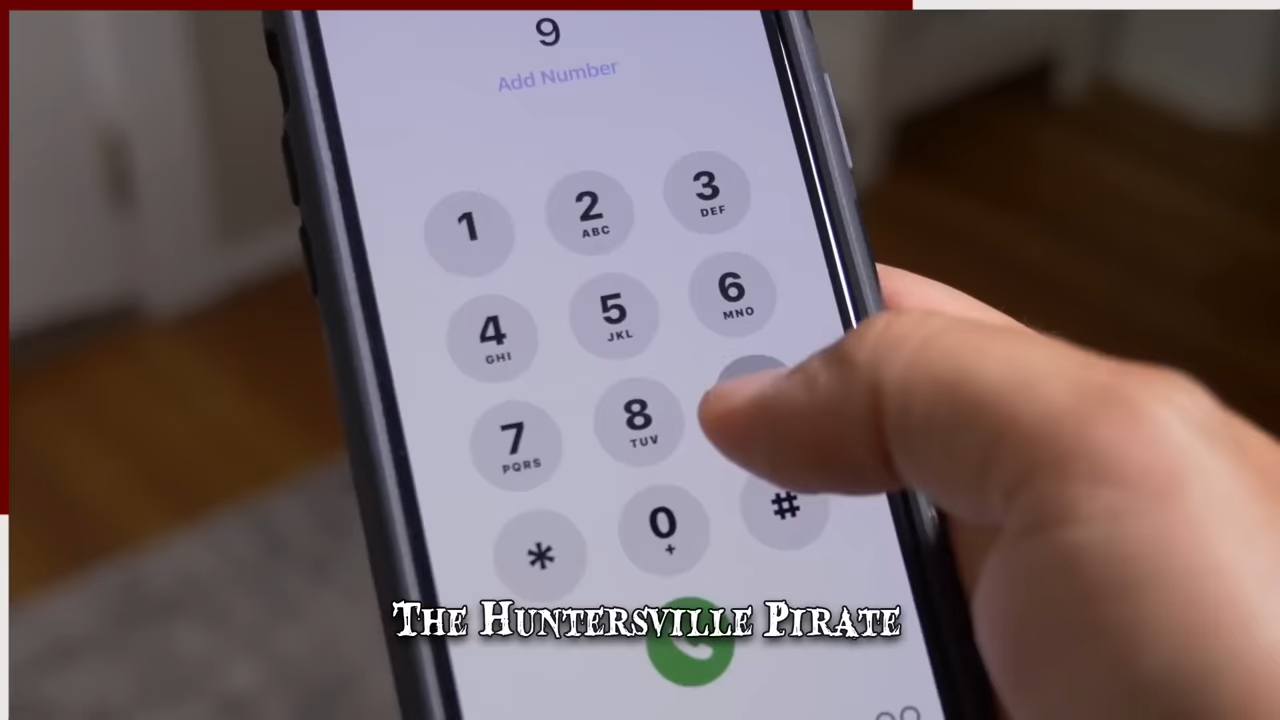 9
Add Number
1
2
ABC
3
DEF
4
GHI
5
JKL
6
MNO
7
PQRS
8
TUV
*
0
+
#
The Huntersville Pirate